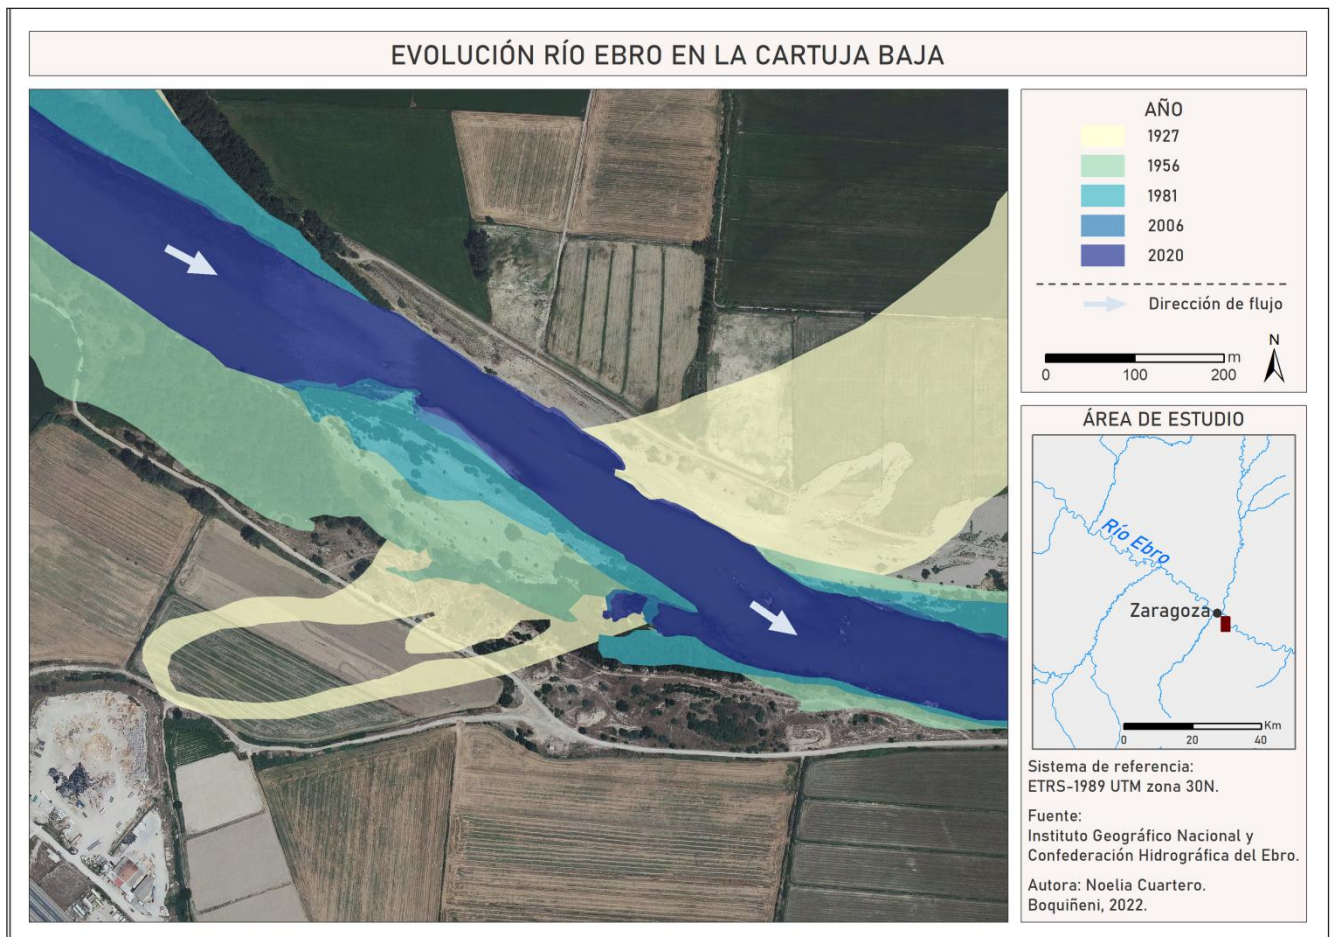 EVOLUCIÓN RÍO EBRO EN LA CARTUJA BAJA
AÑO
1927
1956
1981
2006
2020
Dirección de flujo
N
m
0 100 200
ÁREA DE ESTUDIO
Río Ebro
Zaragoza
Km
0 20 40
Sistema de referencia:
ETRS-1989 UTM zona 30N.
Fuente:
Instituto Geográfico Nacional y
Confederación Hidrográfica del Ebro.
Autora: Noelia Cuartero.
Boquiñeni, 2022.